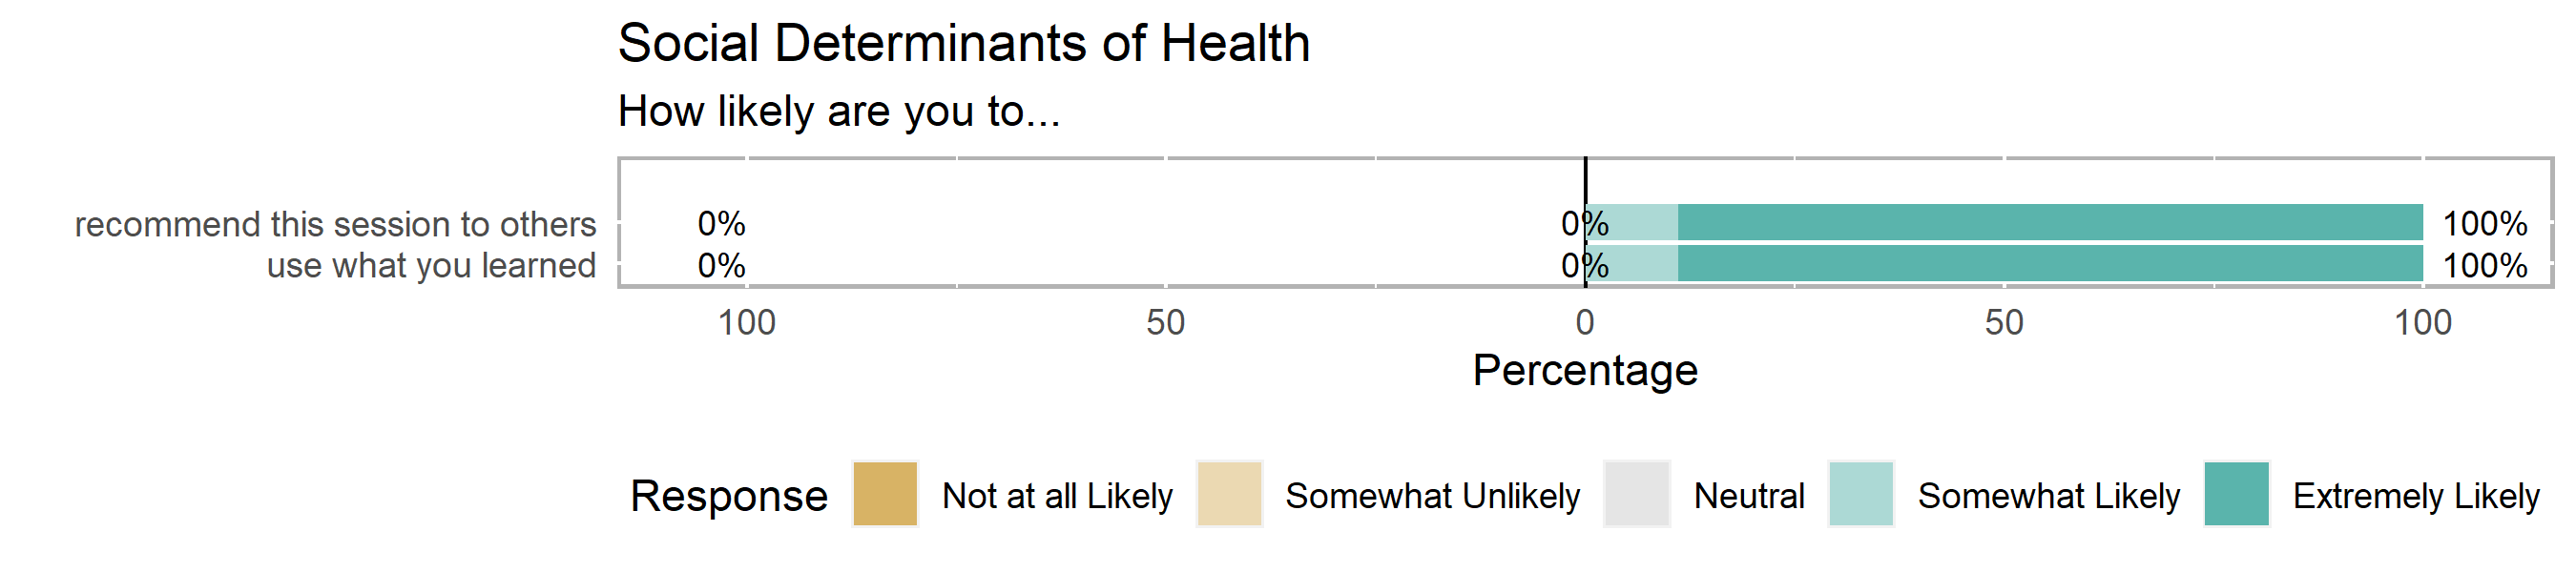 Social Determinants of Health
How likely are you to...
recommend this session to others 0% 0% 100%
use what you learned 0% 0% 100%
100 50 0 50 100
Percentage
Response Not at all Likely Somewhat Unlikely Neutral Somewhat Likely Extremely Likely